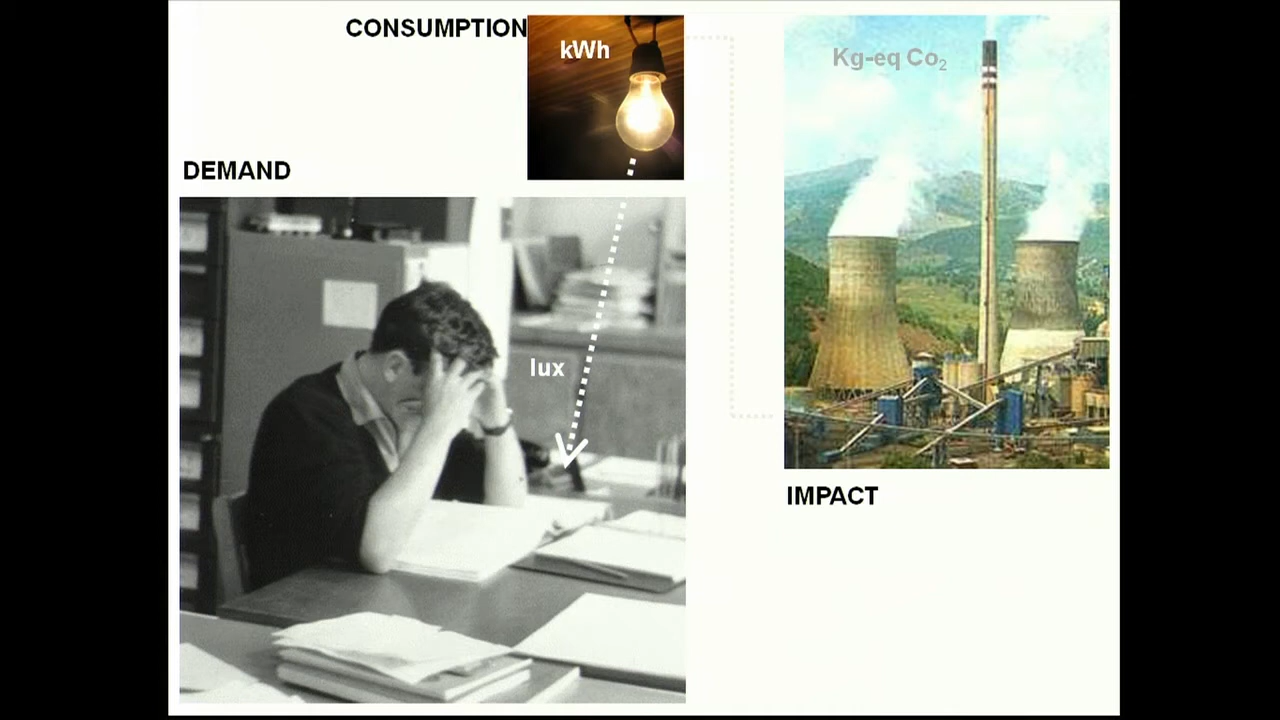 CONSUMPTION
kWh
Kg-eq Co₂
DEMAND
lux
IMPACT